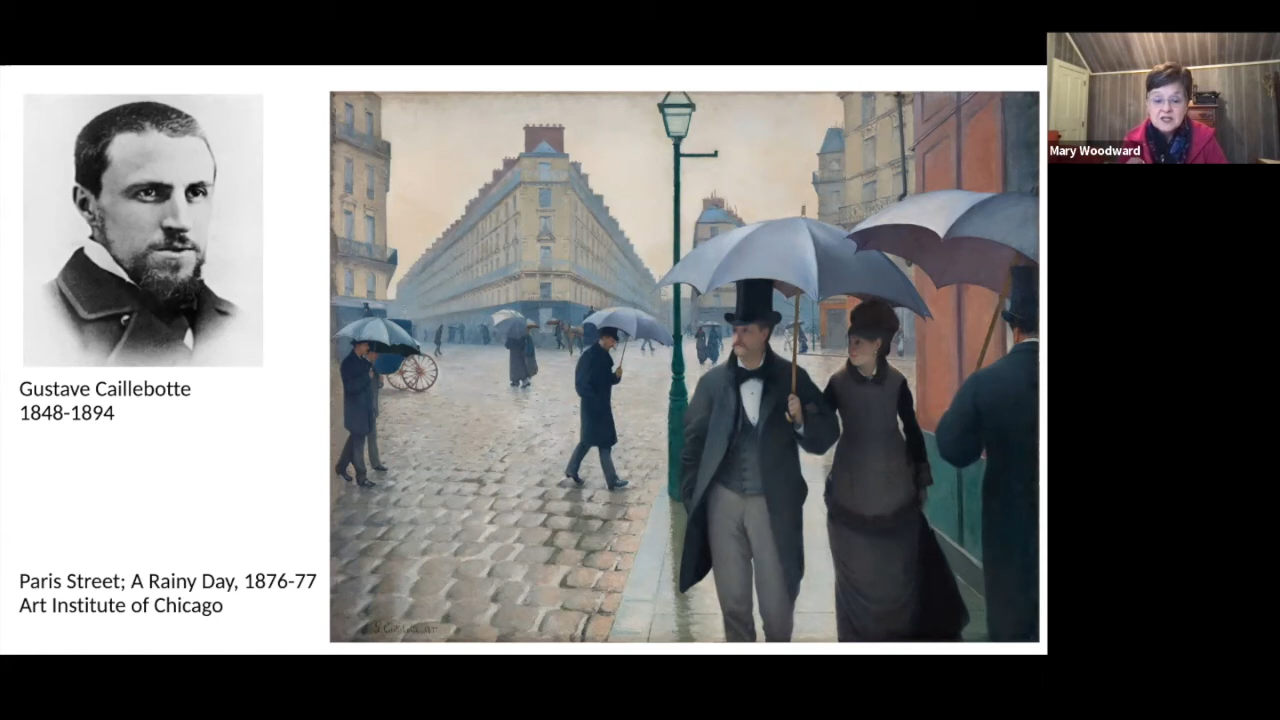 Mary Woodward
Gustave Caillebotte
1848-1894
Paris Street; A Rainy Day, 1876-77
Art Institute of Chicago